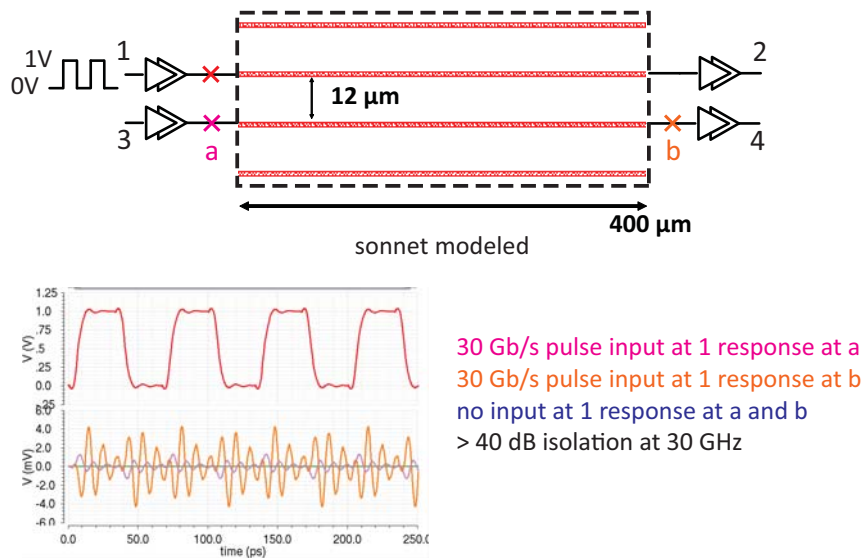 1V
0V
1
2
12 µm
3
a
b
4
400 µm
sonnet modeled
1.25
1.0
.75
.5
.25
0.0
.25
V (V)
6.0
4.0
2.0
0.0
-2.0
-4.0
-6.0
V (mV)
0.0
50.0
100.0
150.0
200.0
250.0
time (ps)
30 Gb/s pulse input at 1 response at a
30 Gb/s pulse input at 1 response at b
no input at 1 response at a and b
> 40 dB isolation at 30 GHz